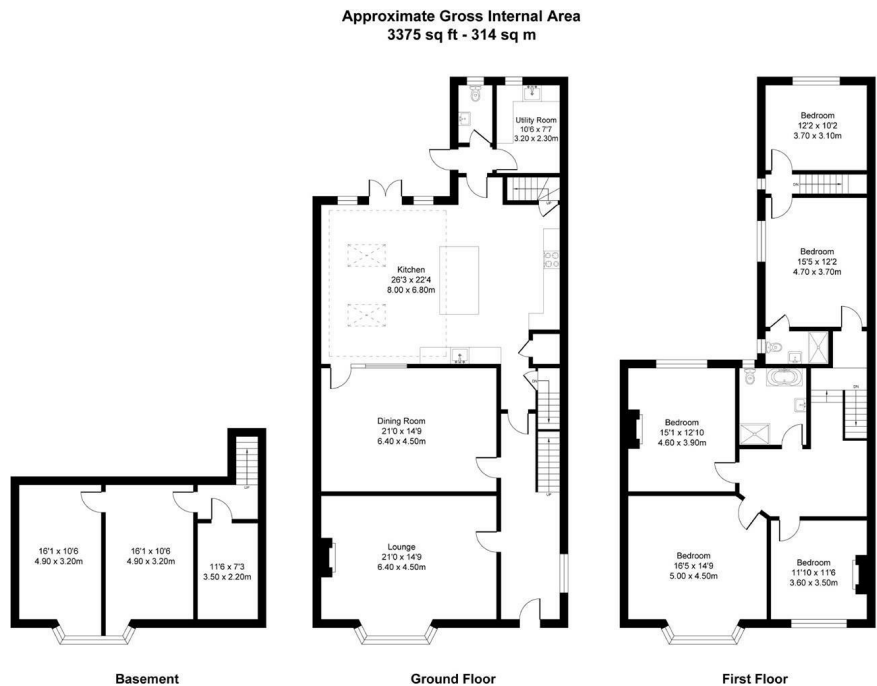 Approximate Gross Internal Area
3375 sq ft - 314 sq m
Utility Room
10'6 x 7'7
3.20 x 2.30m
UP
Kitchen
26'3 x 22'4
8.00 x 6.80m
DN
Dining Room
21'0 x 14'9
6.40 x 4.50m
UP
Lounge
21'0 x 14'9
6.40 x 4.50m
UP
16'1 x 10'6
4.90 x 3.20m
16'1 x 10'6
4.90 x 3.20m
11'6 x 7'3
3.50 x 2.20m
Bedroom
12'2 x 10'2
3.70 x 3.10m
DN
Bedroom
15'5 x 12'2
4.70 x 3.70m
DN
Bedroom
15'1 x 12'10
4.60 x 3.90m
Bedroom
16'5 x 14'9
5.00 x 4.50m
Bedroom
11'10 x 11'6
3.60 x 3.50m
Basement
Ground Floor
First Floor